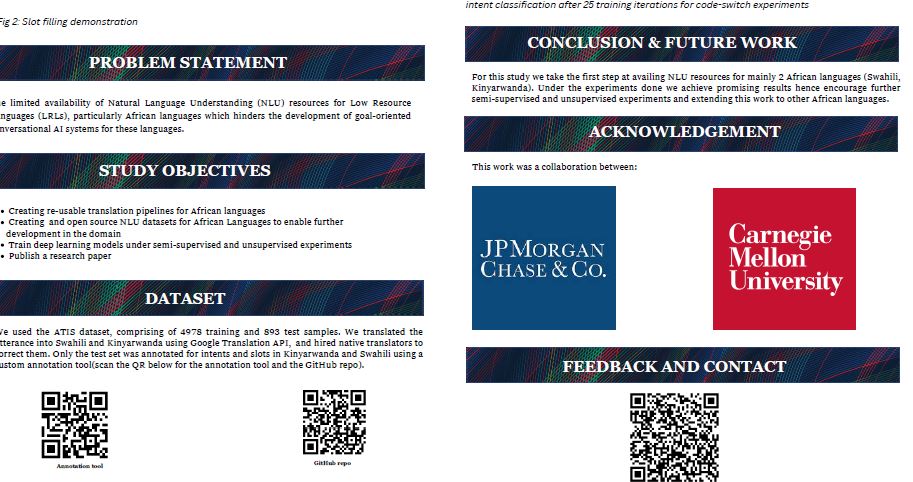 Fig 2: Slot filling demonstration
PROBLEM STATEMENT
limited availability of Natural Language Understanding (NLU) resources for Low Resource
(LRLs), particularly African languages which hinders the development of goal-oriented
AI systems for these languages.
STUDY OBJECTIVES
• Creating re-usable translation pipelines for African languages
• Creating and open source NLU datasets for African Languages to enable further
development in the domain
• Train deep learning models under semi-supervised and unsupervised experiments
• Publish a research paper
DATASET
used the ATIS dataset, comprising of 4978 training and 893 test samples. We translated the
into Swahili and Kinyarwanda using Google Translation API, and hired native translators to
them. Only the test set was annotated for intents and slots in Kinyarwanda and Swahili using a
annotation tool(scan the QR below for the annotation tool and the GitHub repo).
Annotation tool
GitHub repo
intent classification after 25 training iterations for code-switch experiments
CONCLUSION & FUTURE WORK
For this study we take the first step at availing NLU resources for mainly 2 African languages (Swahili,
Kinyarwanda). Under the experiments done we achieve promising results hence encourage further
semi-supervised and unsupervised experiments and extending this work to other African languages.
ACKNOWLEDGEMENT
This work was a collaboration between:
JPMORGAN
CHASE & CO.
Carnegie
Mellon
University
FEEDBACK AND CONTACT